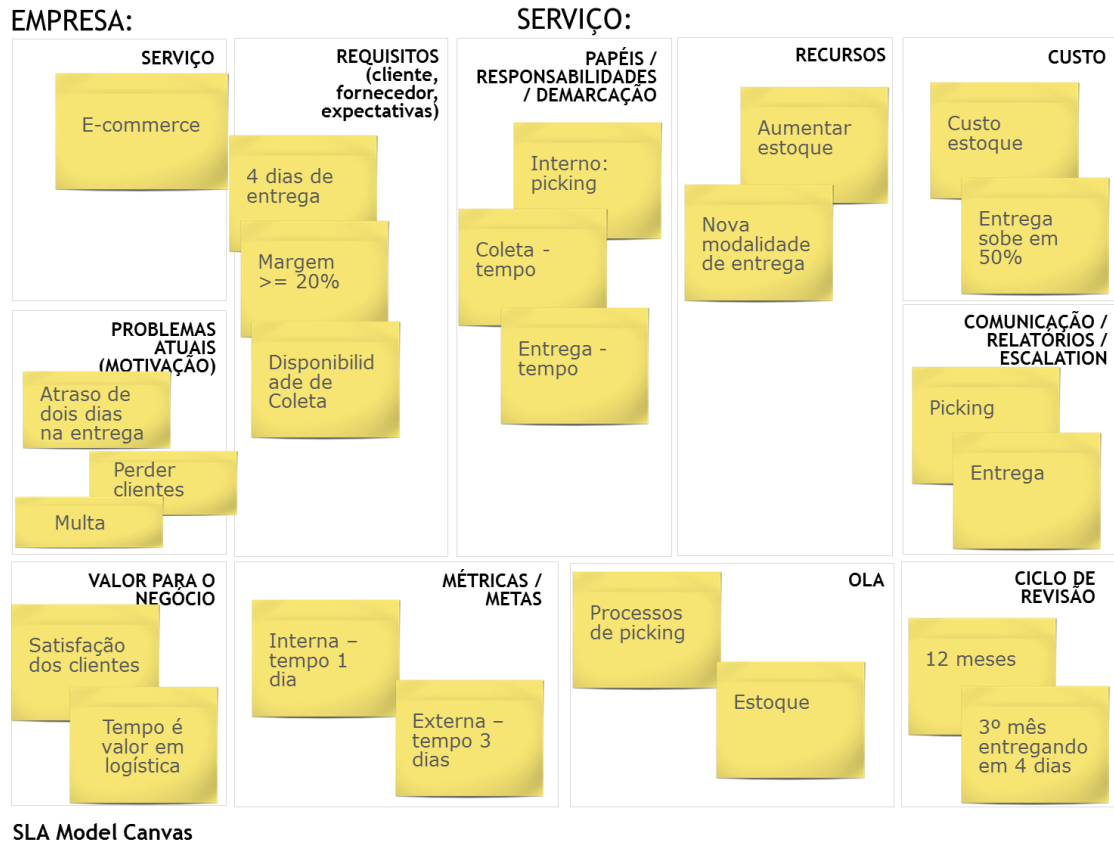 EMPRESA:
SERVIÇO:
SERVIÇO
E-commerce
REQUISITOS
(cliente,
fornecedor,
expectativas)
4 dias de
entrega
Margem
>= 20%
Disponibilid
ade de
Coleta
PAPÉIS /
RESPONSABILIDADES
/ DEMARCAÇÃO
Interno:
picking
Coleta -
tempo
Entrega -
tempo
RECURSOS
Aumentar
estoque
Nova
modalidade
de entrega
CUSTO
Custo
estoque
Entrega
sobe em
50%
PROBLEMAS
ATUAIS
(MOTIVAÇÃO)
Atraso de
dois dias
na entrega
Perder
clientes
Multa
COMUNICAÇÃO /
RELATÓRIOS /
ESCALATION
Picking
Entrega
VALOR PARA O
NEGÓCIO
Satisfação
dos clientes
Tempo é
valor em
logística
MÉTRICAS /
METAS
Interna –
tempo 1
dia
Externa –
tempo 3
dias
OLA
Processos
de picking
Estoque
CICLO DE
REVISÃO
12 meses
3º mês
entregando
em 4 dias
SLA Model Canvas